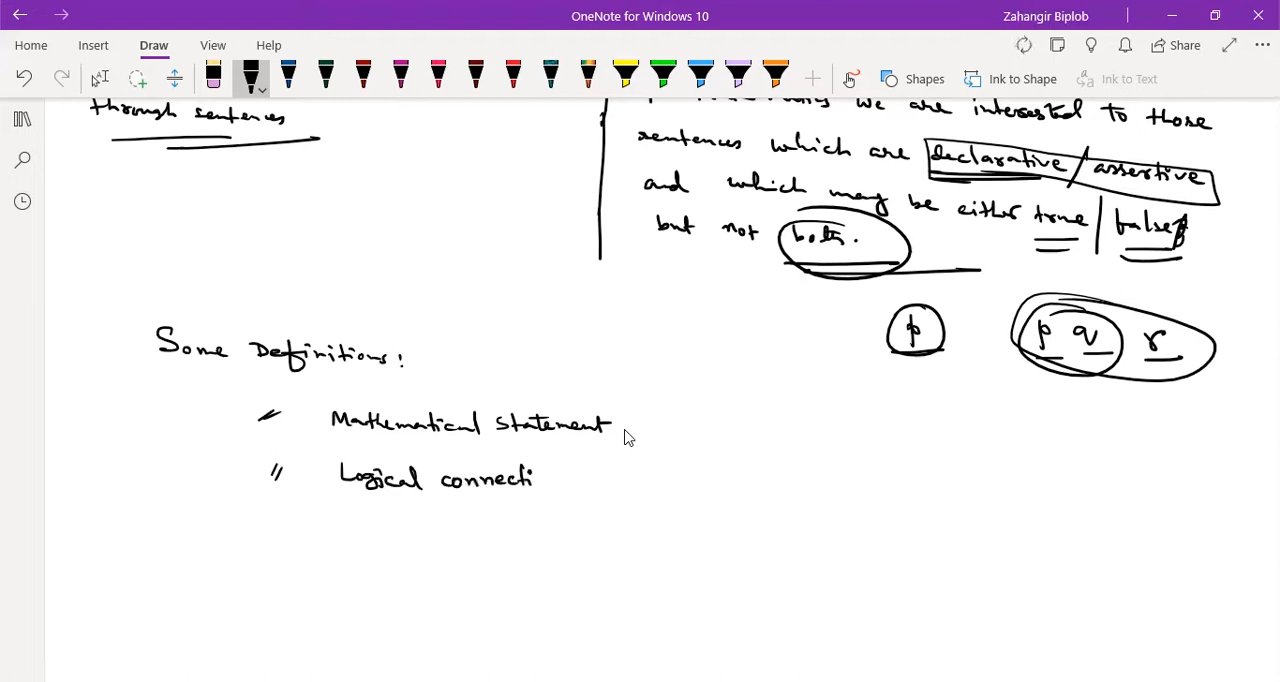 OneNote for Windows 10
Zahangir Biplob
Home Insert Draw View Help
Share
Shapes Ink to Shape Ink to Text
through sentences
we are interested to those
sentences which are declarative / assertive
and which may be either true | false
but not both.
p p q r
Some Definitions:
" Mathematical Statement
" Logical connecti